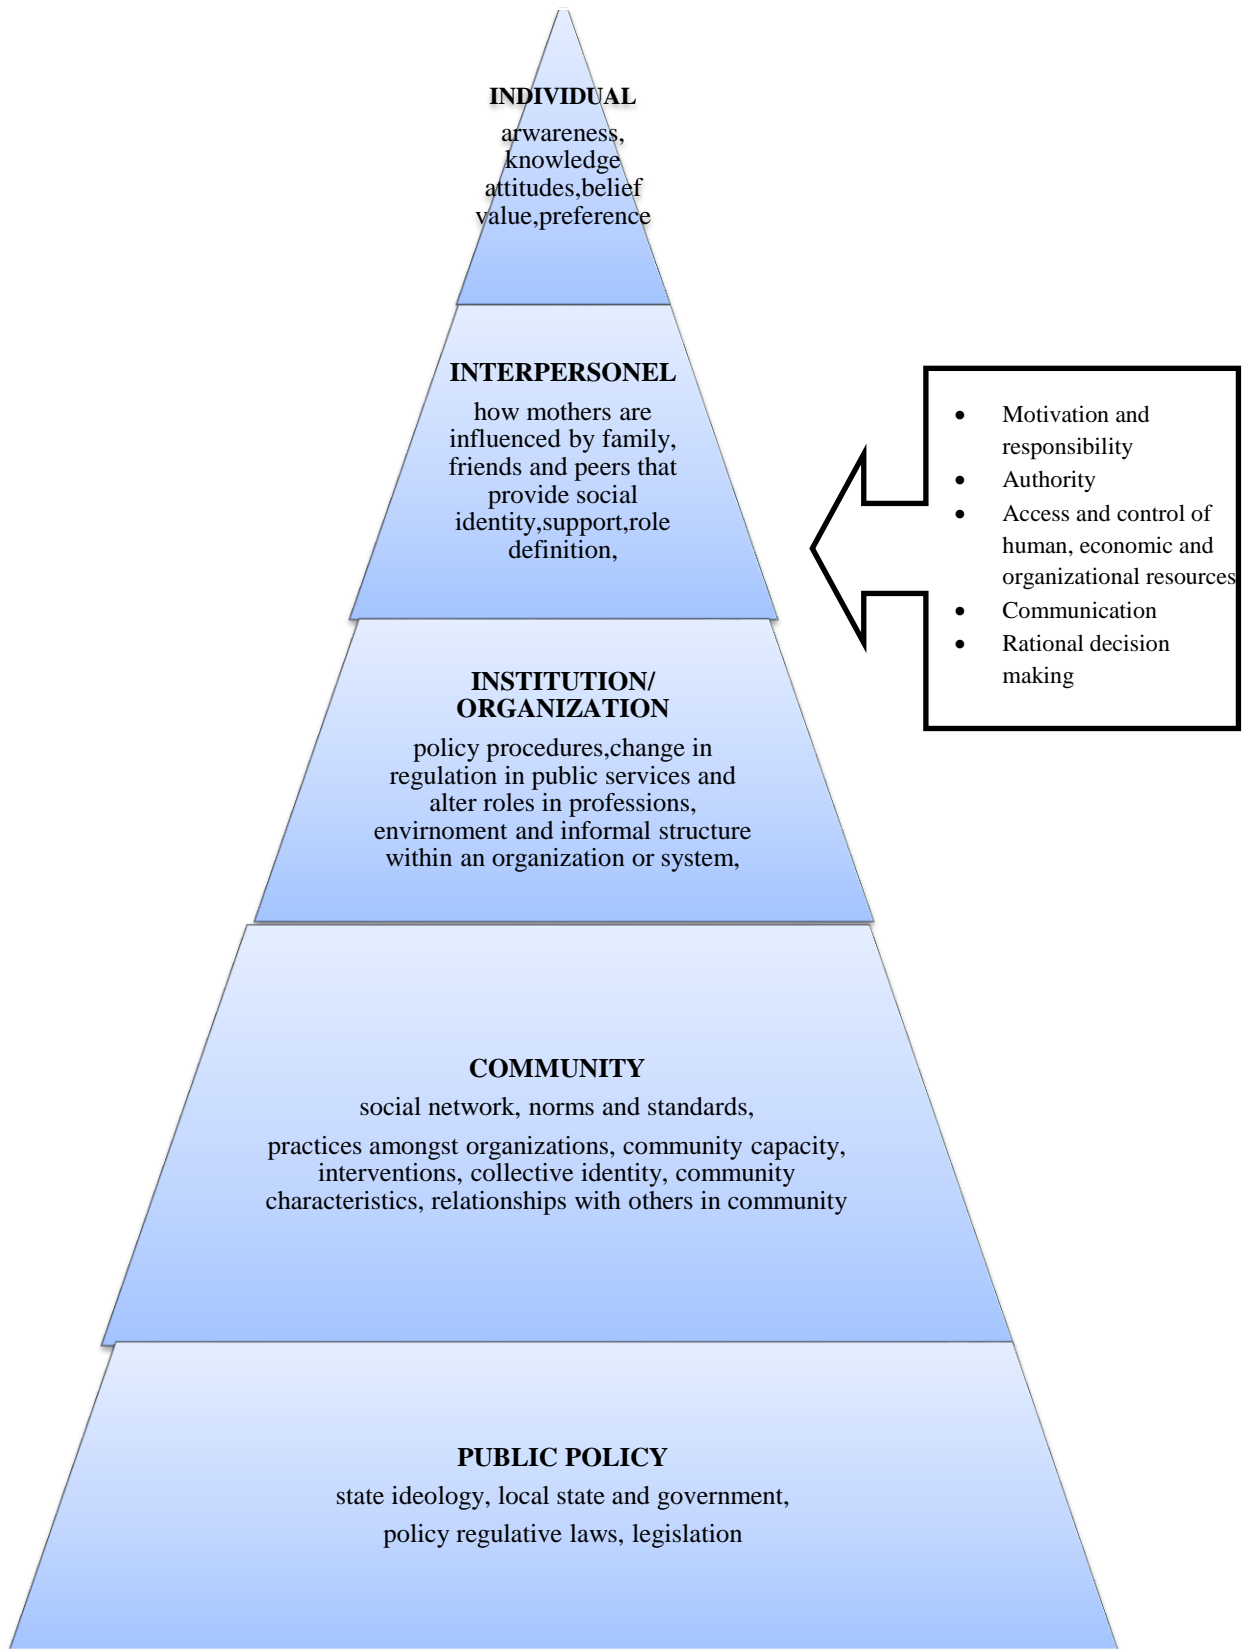 INDIVIDUAL
arwareness,
knowledge
attitudes,belief
value,preference
INTERPERSONEL
how mothers are
influenced by family,
friends and peers that
provide social
identity,support,role
definition,
INSTITUTION/
ORGANIZATION
policy procedures,change in
regulation in public services and
alter roles in professions,
envirnoment and informal structure
within an organization or system,
COMMUNITY
social network, norms and standards,
practices amongst organizations, community capacity,
interventions, collective identity, community
characteristics, relationships with others in community
PUBLIC POLICY
state ideology, local state and government,
policy regulative laws, legislation
• Motivation and
responsibility
• Authority
• Access and control of
human, economic and
organizational resources
• Communication
• Rational decision
making